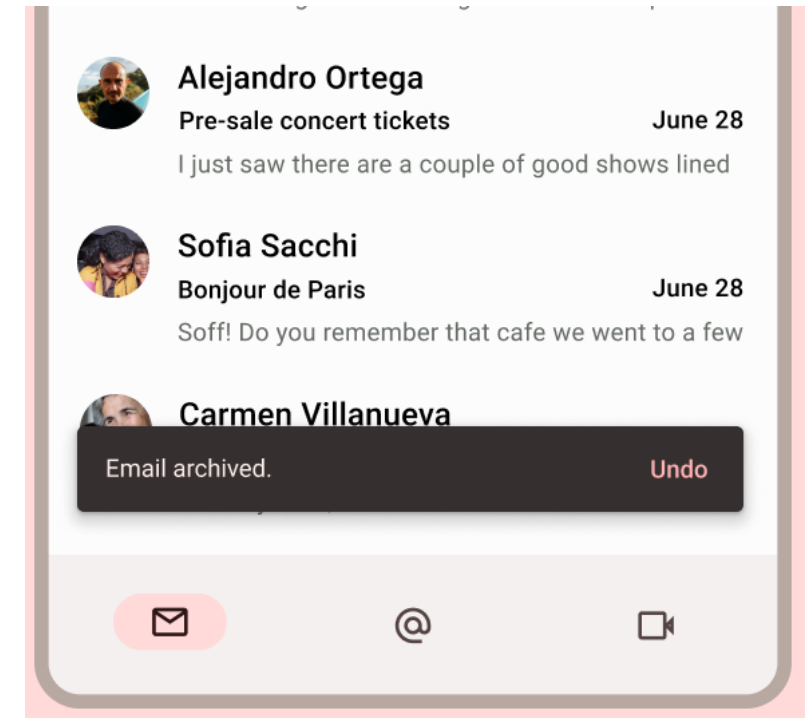 Alejandro Ortega
Pre-sale concert tickets June 28
I just saw there are a couple of good shows lined
Sofia Sacchi
Bonjour de Paris June 28
Soff! Do you remember that cafe we went to a few
Carmen Villanueva
Email archived. Undo